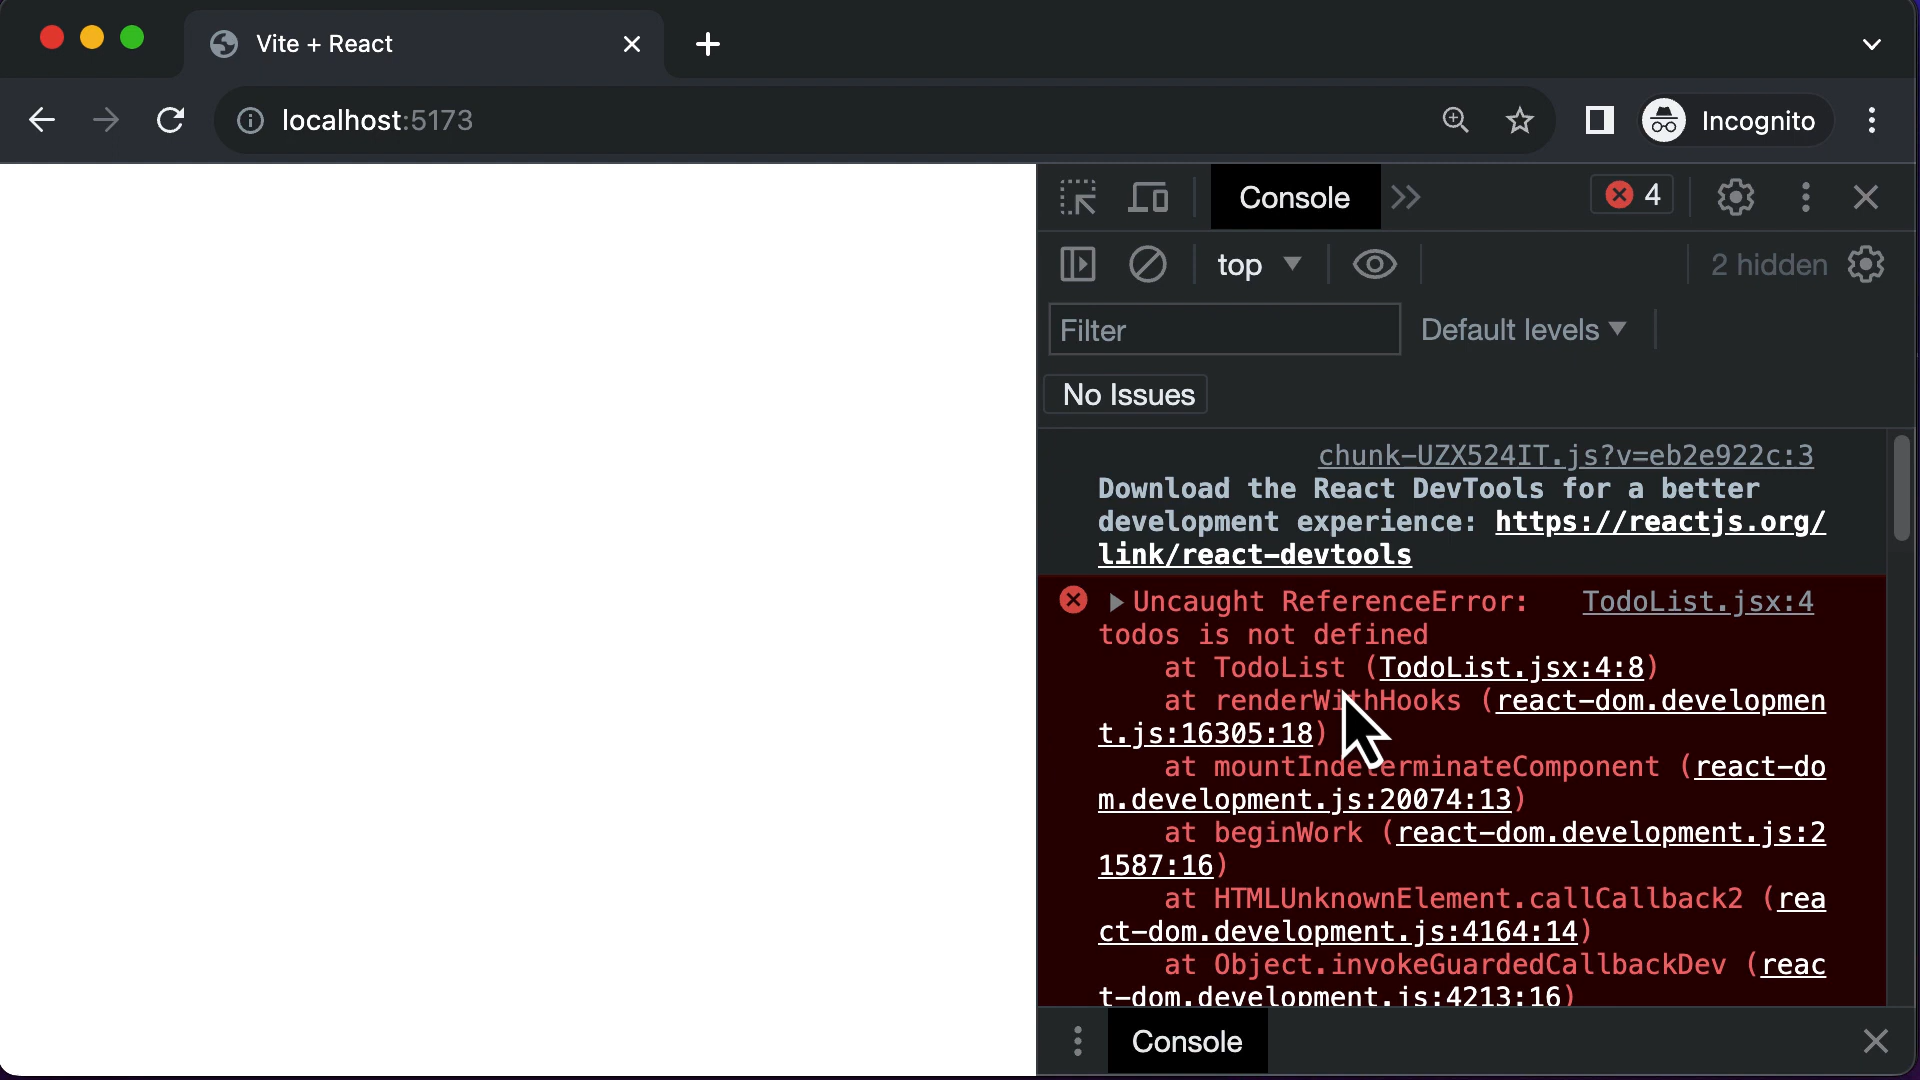 Vite + React
localhost:5173
Incognito
Console
4
top
2 hidden
Filter
Default levels
No Issues
chunk-UZX524IT.js?v=eb2e922c:3
Download the React DevTools for a better
development experience: https://reactjs.org/
link/react-devtools
Uncaught ReferenceError: TodoList.jsx:4
todos is not defined
at TodoList (TodoList.jsx:4:8)
at renderWithHooks (react-dom.developmen
t.js:16305:18)
at mountIndeterminateComponent (react-do
m.development.js:20074:13)
at beginWork (react-dom.development.js:2
1587:16)
at HTMLUnknownElement.callCallback2 (rea
ct-dom.development.js:4164:14)
at Object.invokeGuardedCallbackDev (reac
t-dom.development.js:4213:16)
Console